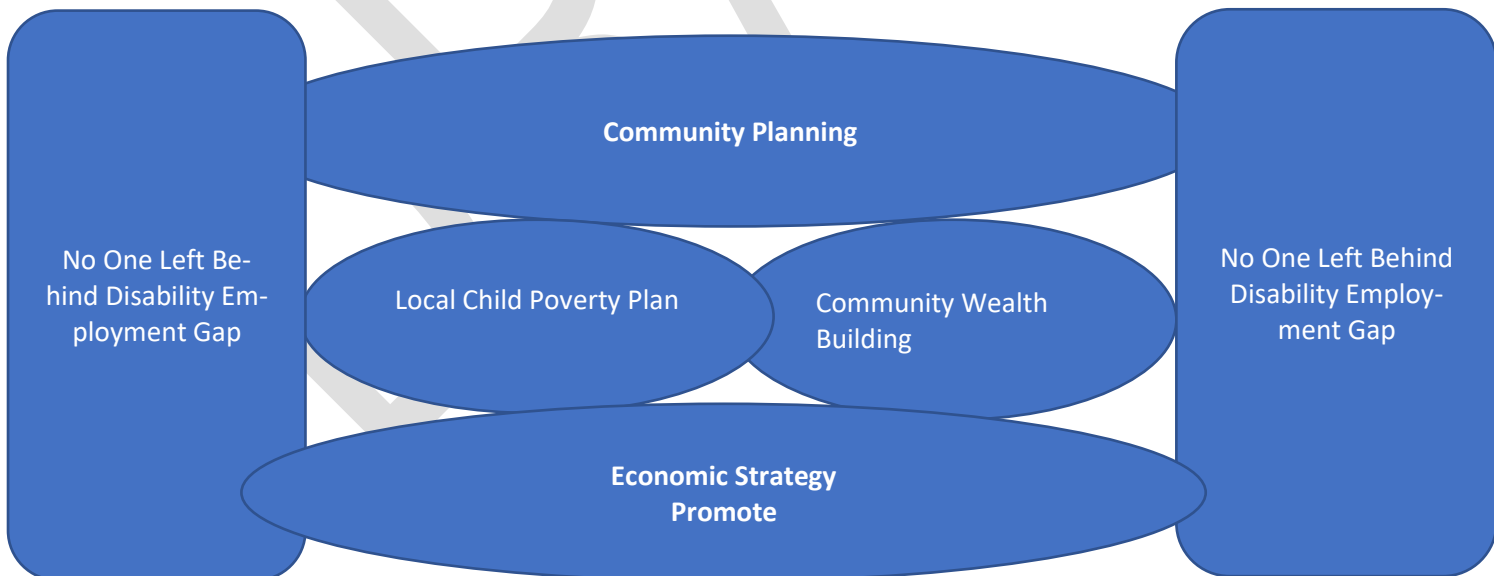 Community Planning
No One Left Be-
hind Disability Em-
ployment Gap
Local Child Poverty Plan
Community Wealth
Building
No One Left Behind
Disability Employ-
ment Gap
Economic Strategy
Promote